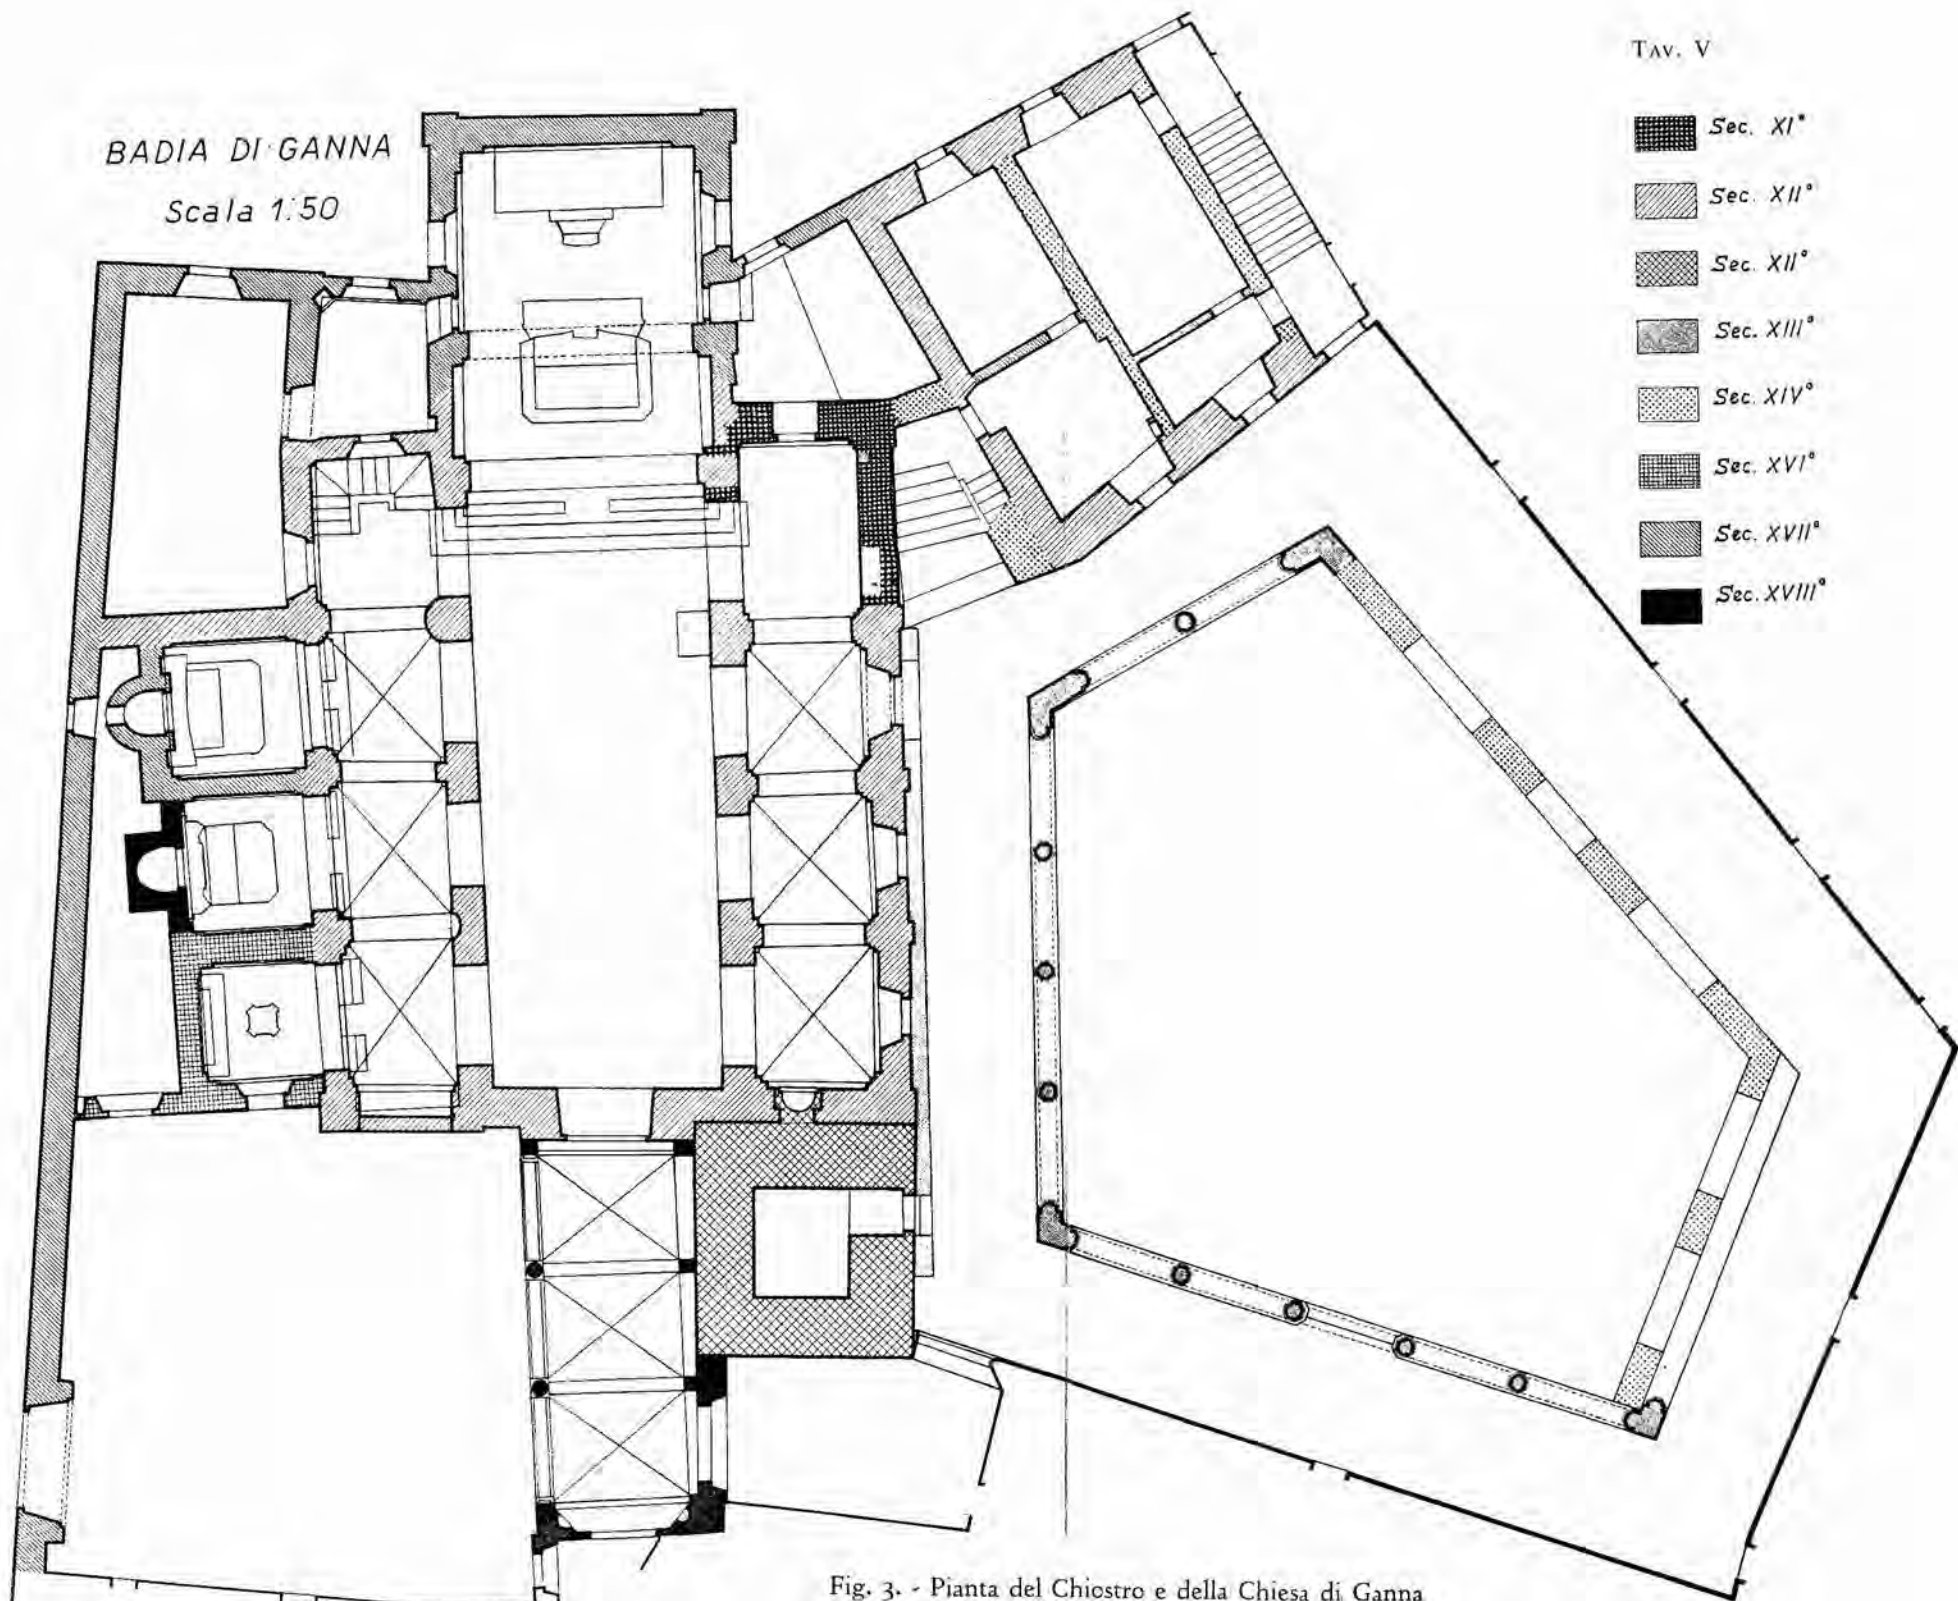 TAV. V
BADIA DI GANNA
Scala 1:50
Sec. XI°
Sec. XII°
Sec. XII°
Sec. XIII°
Sec. XIV°
Sec. XVI°
Sec. XVII°
Sec. XVIII°
Fig. 3. - Pianta del Chiostro e della Chiesa di Ganna